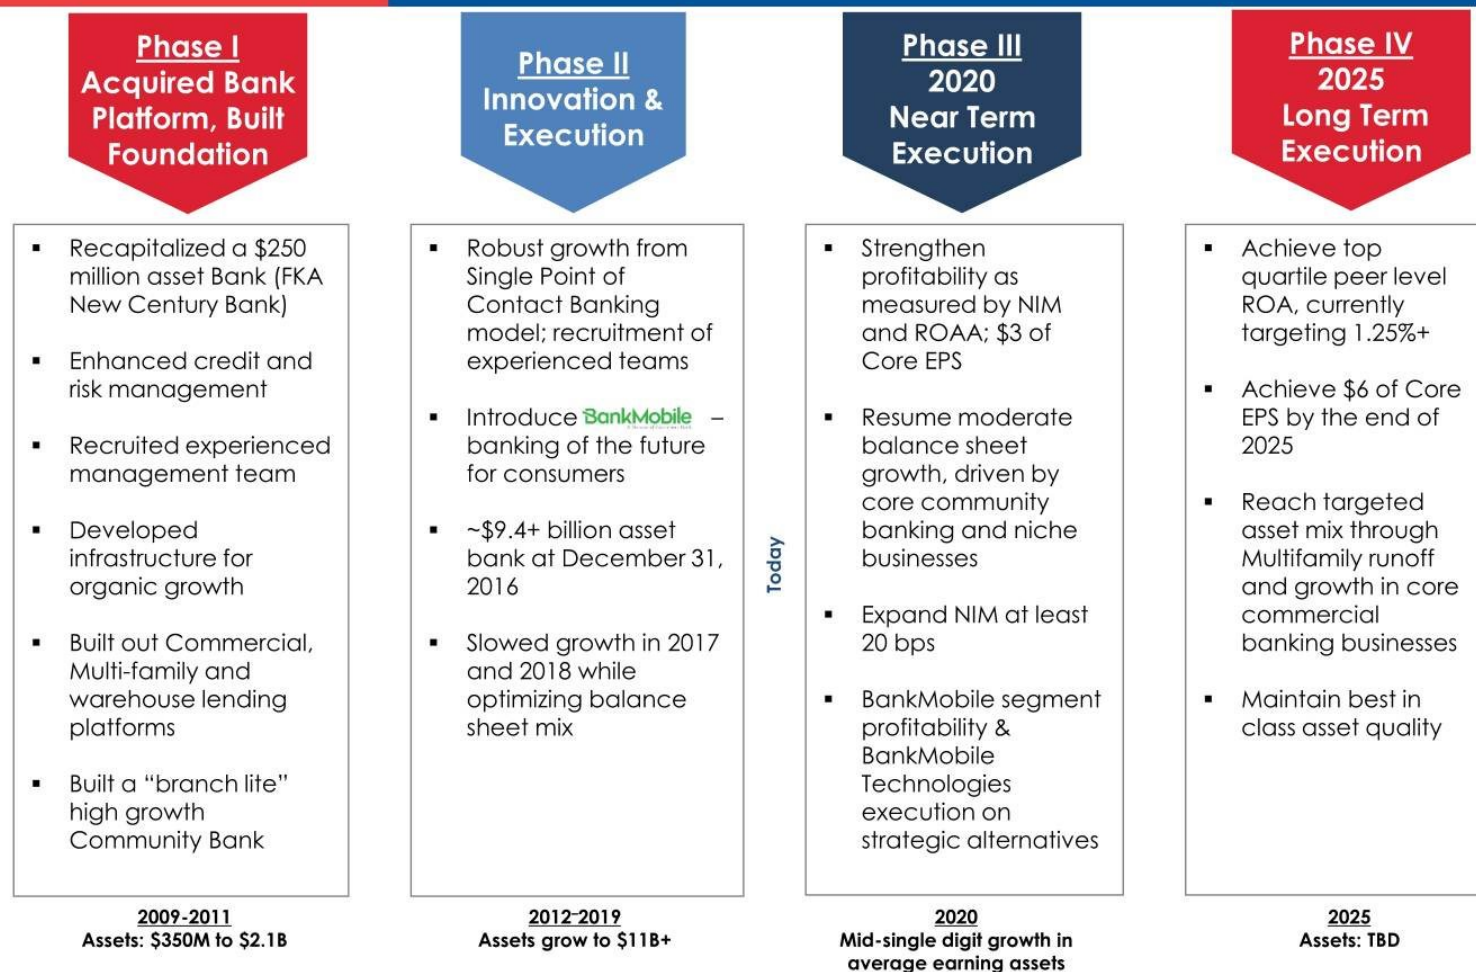 Phase I
Acquired Bank
Platform, Built
Foundation
▪ Recapitalized a $250
million asset Bank (FKA
New Century Bank)
▪ Enhanced credit and
risk management
▪ Recruited experienced
management team
▪ Developed
infrastructure for
organic growth
▪ Built out Commercial,
Multi-family and
warehouse lending
platforms
▪ Built a “branch lite”
high growth
Community Bank
2009-2011
Assets: $350M to $2.1B
Phase II
Innovation &
Execution
▪ Robust growth from
Single Point of
Contact Banking
model; recruitment of
experienced teams
▪ Introduce BankMobile –
banking of the future
for consumers
▪ ~$9.4+ billion asset
bank at December 31,
2016
▪ Slowed growth in 2017
and 2018 while
optimizing balance
sheet mix
2012-2019
Assets grow to $11B+
Today
Phase III
2020
Near Term
Execution
▪ Strengthen
profitability as
measured by NIM
and ROAA; $3 of
Core EPS
▪ Resume moderate
balance sheet
growth, driven by
core community
banking and niche
businesses
▪ Expand NIM at least
20 bps
▪ BankMobile segment
profitability &
BankMobile
Technologies
execution on
strategic alternatives
2020
Mid-single digit growth in
average earning assets
Phase IV
2025
Long Term
Execution
▪ Achieve top
quartile peer level
ROA, currently
targeting 1.25%+
▪ Achieve $6 of Core
EPS by the end of
2025
▪ Reach targeted
asset mix through
Multifamily runoff
and growth in core
commercial
banking businesses
▪ Maintain best in
class asset quality
2025
Assets: TBD